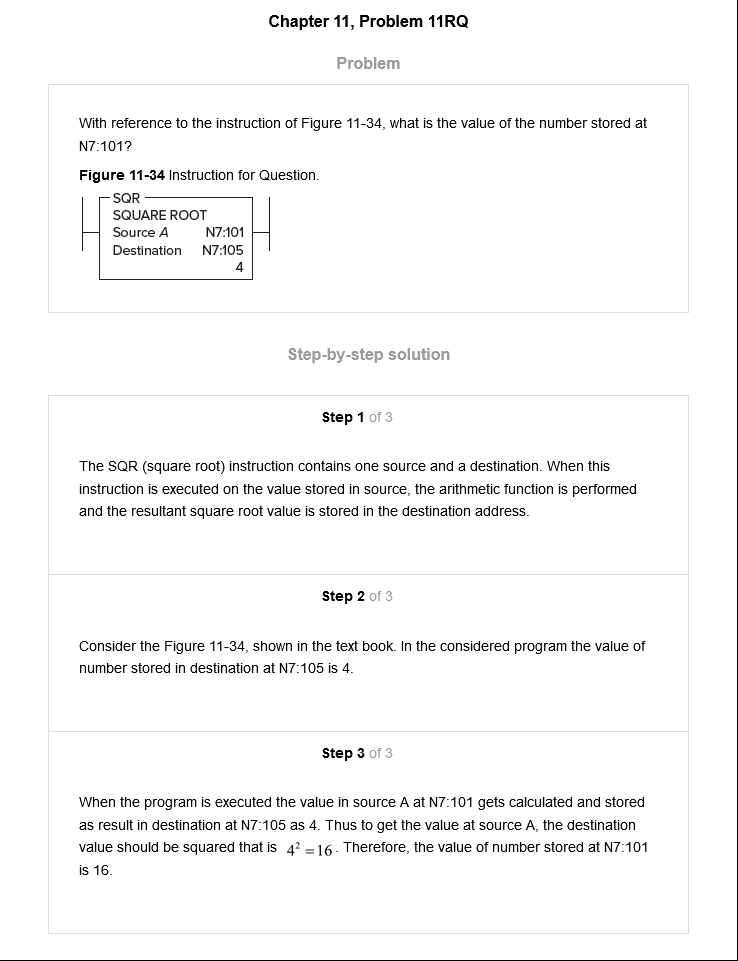 Chapter 11, Problem 11RQ
Problem
With reference to the instruction of Figure 11-34, what is the value of the number stored at
N7:101?
Figure 11-34 Instruction for Question.
SQR
SQUARE ROOT
Source A N7:101
Destination N7:105
4
Step-by-step solution
Step 1 of 3
The SQR (square root) instruction contains one source and a destination. When this
instruction is executed on the value stored in source, the arithmetic function is performed
and the resultant square root value is stored in the destination address.
Step 2 of 3
Consider the Figure 11-34, shown in the text book. In the considered program the value of
number stored in destination at N7:105 is 4.
Step 3 of 3
When the program is executed the value in source A at N7:101 gets calculated and stored
as result in destination at N7:105 as 4. Thus to get the value at source A, the destination
value should be squared that is 4² = 16. Therefore, the value of number stored at N7:101
is 16.